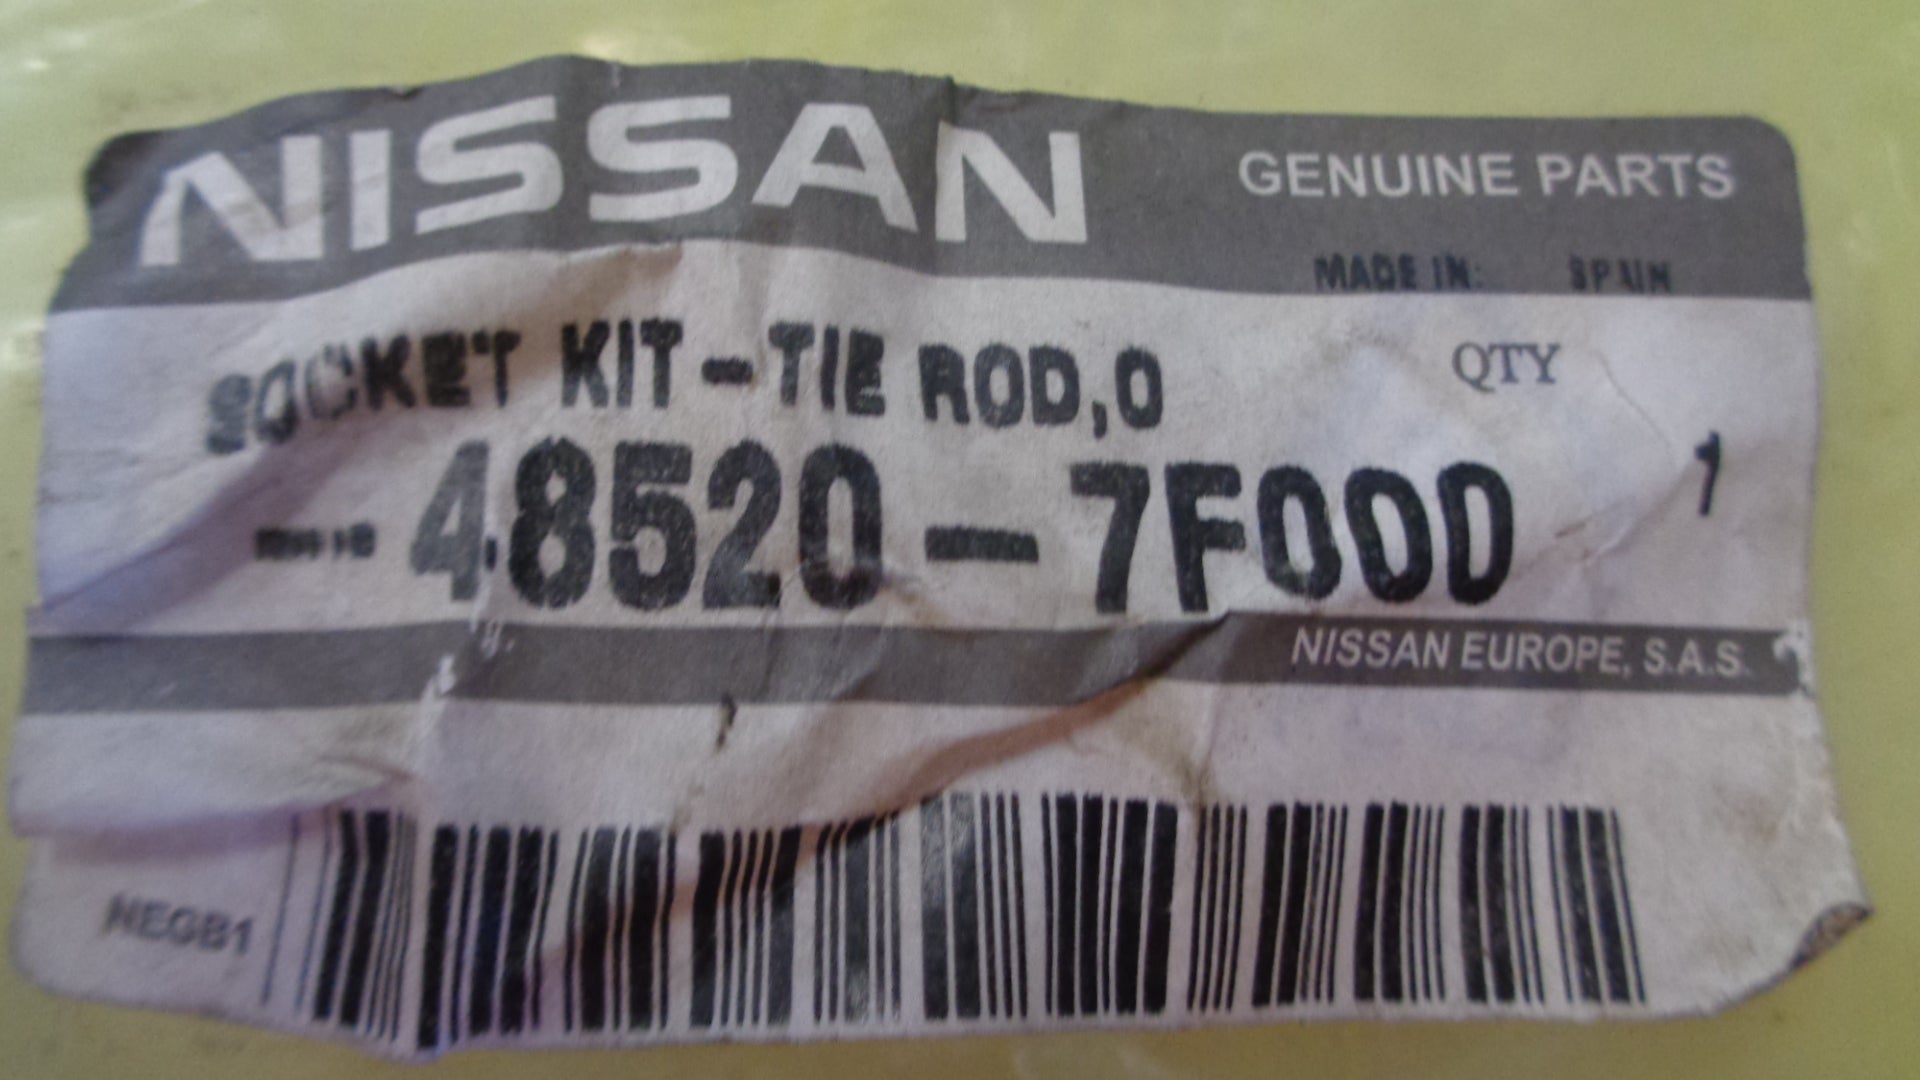 NISSAN GENUINE PARTS
MADE IN: SPAIN
SOCKET KIT-TIE ROD,O
QTY
48520-7F000 1
NISSAN EUROPE, S.A.S.
NEGB1